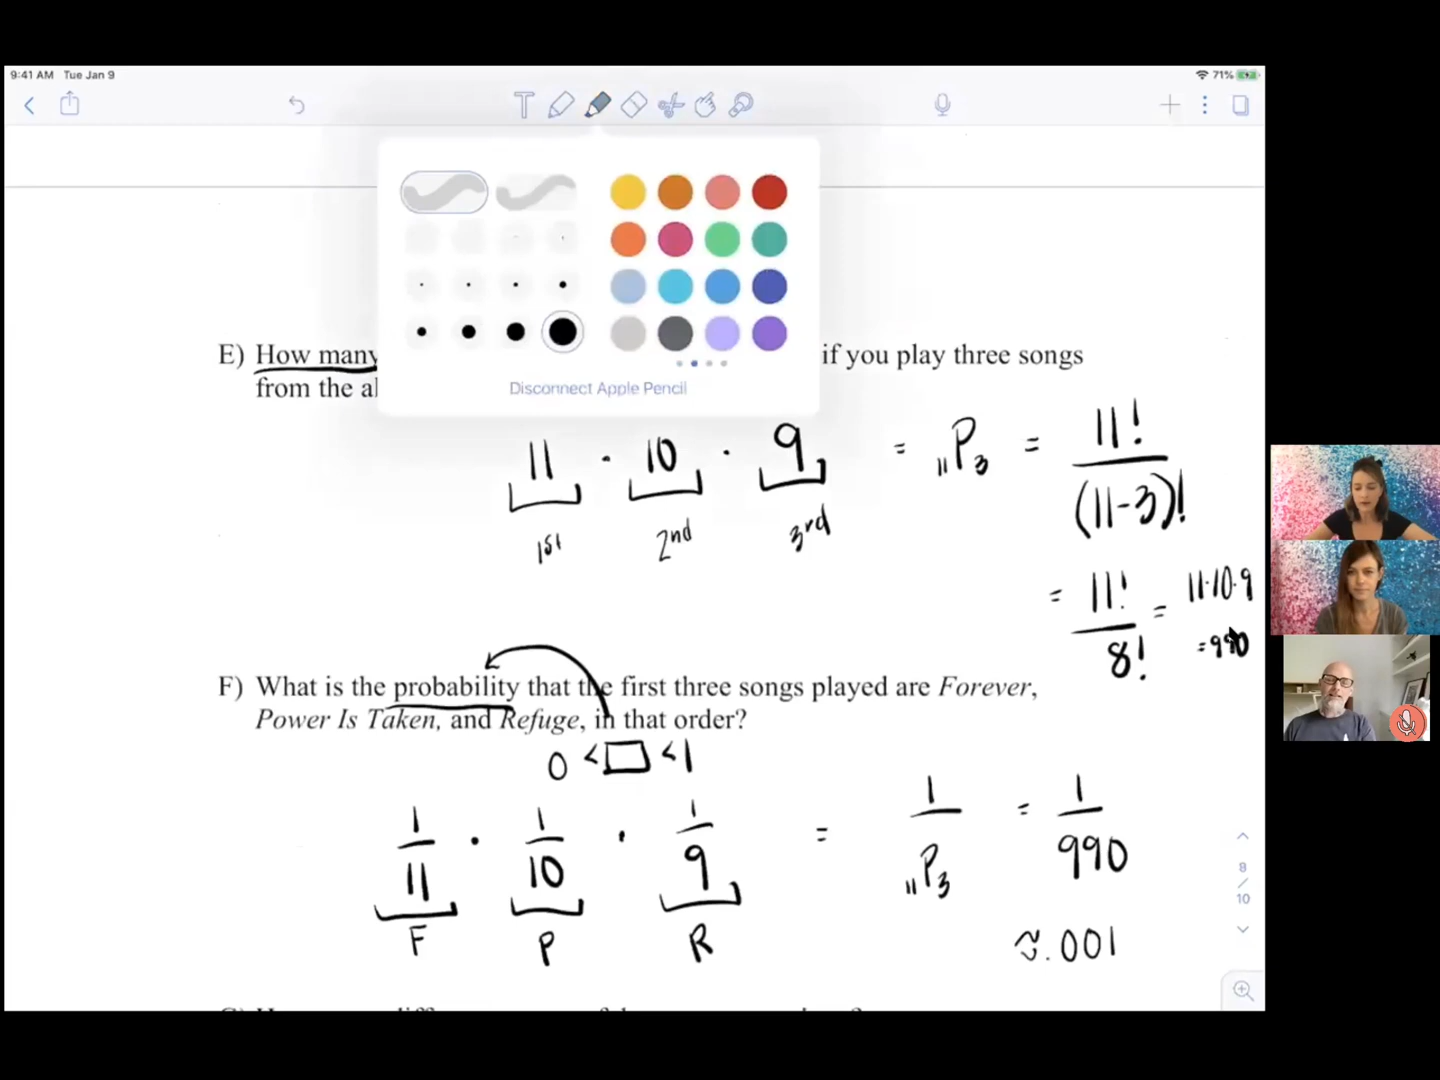 9:41 AM Tue Jan 9
71%
T
Disconnect Apple Pencil
E) How many if you play three songs
from the al
11 · 10 · 9 = 11P3 = 11!/(11-3)!
1st 2nd 3rd
= 11!/8! = 11·10·9
=990
F) What is the probability that the first three songs played are Forever,
Power Is Taken, and Refuge, in that order?
0 < □ < 1
1/11 · 1/10 · 1/9 = 1/11P3 = 1/990
F P R
≈.001
8
/
10